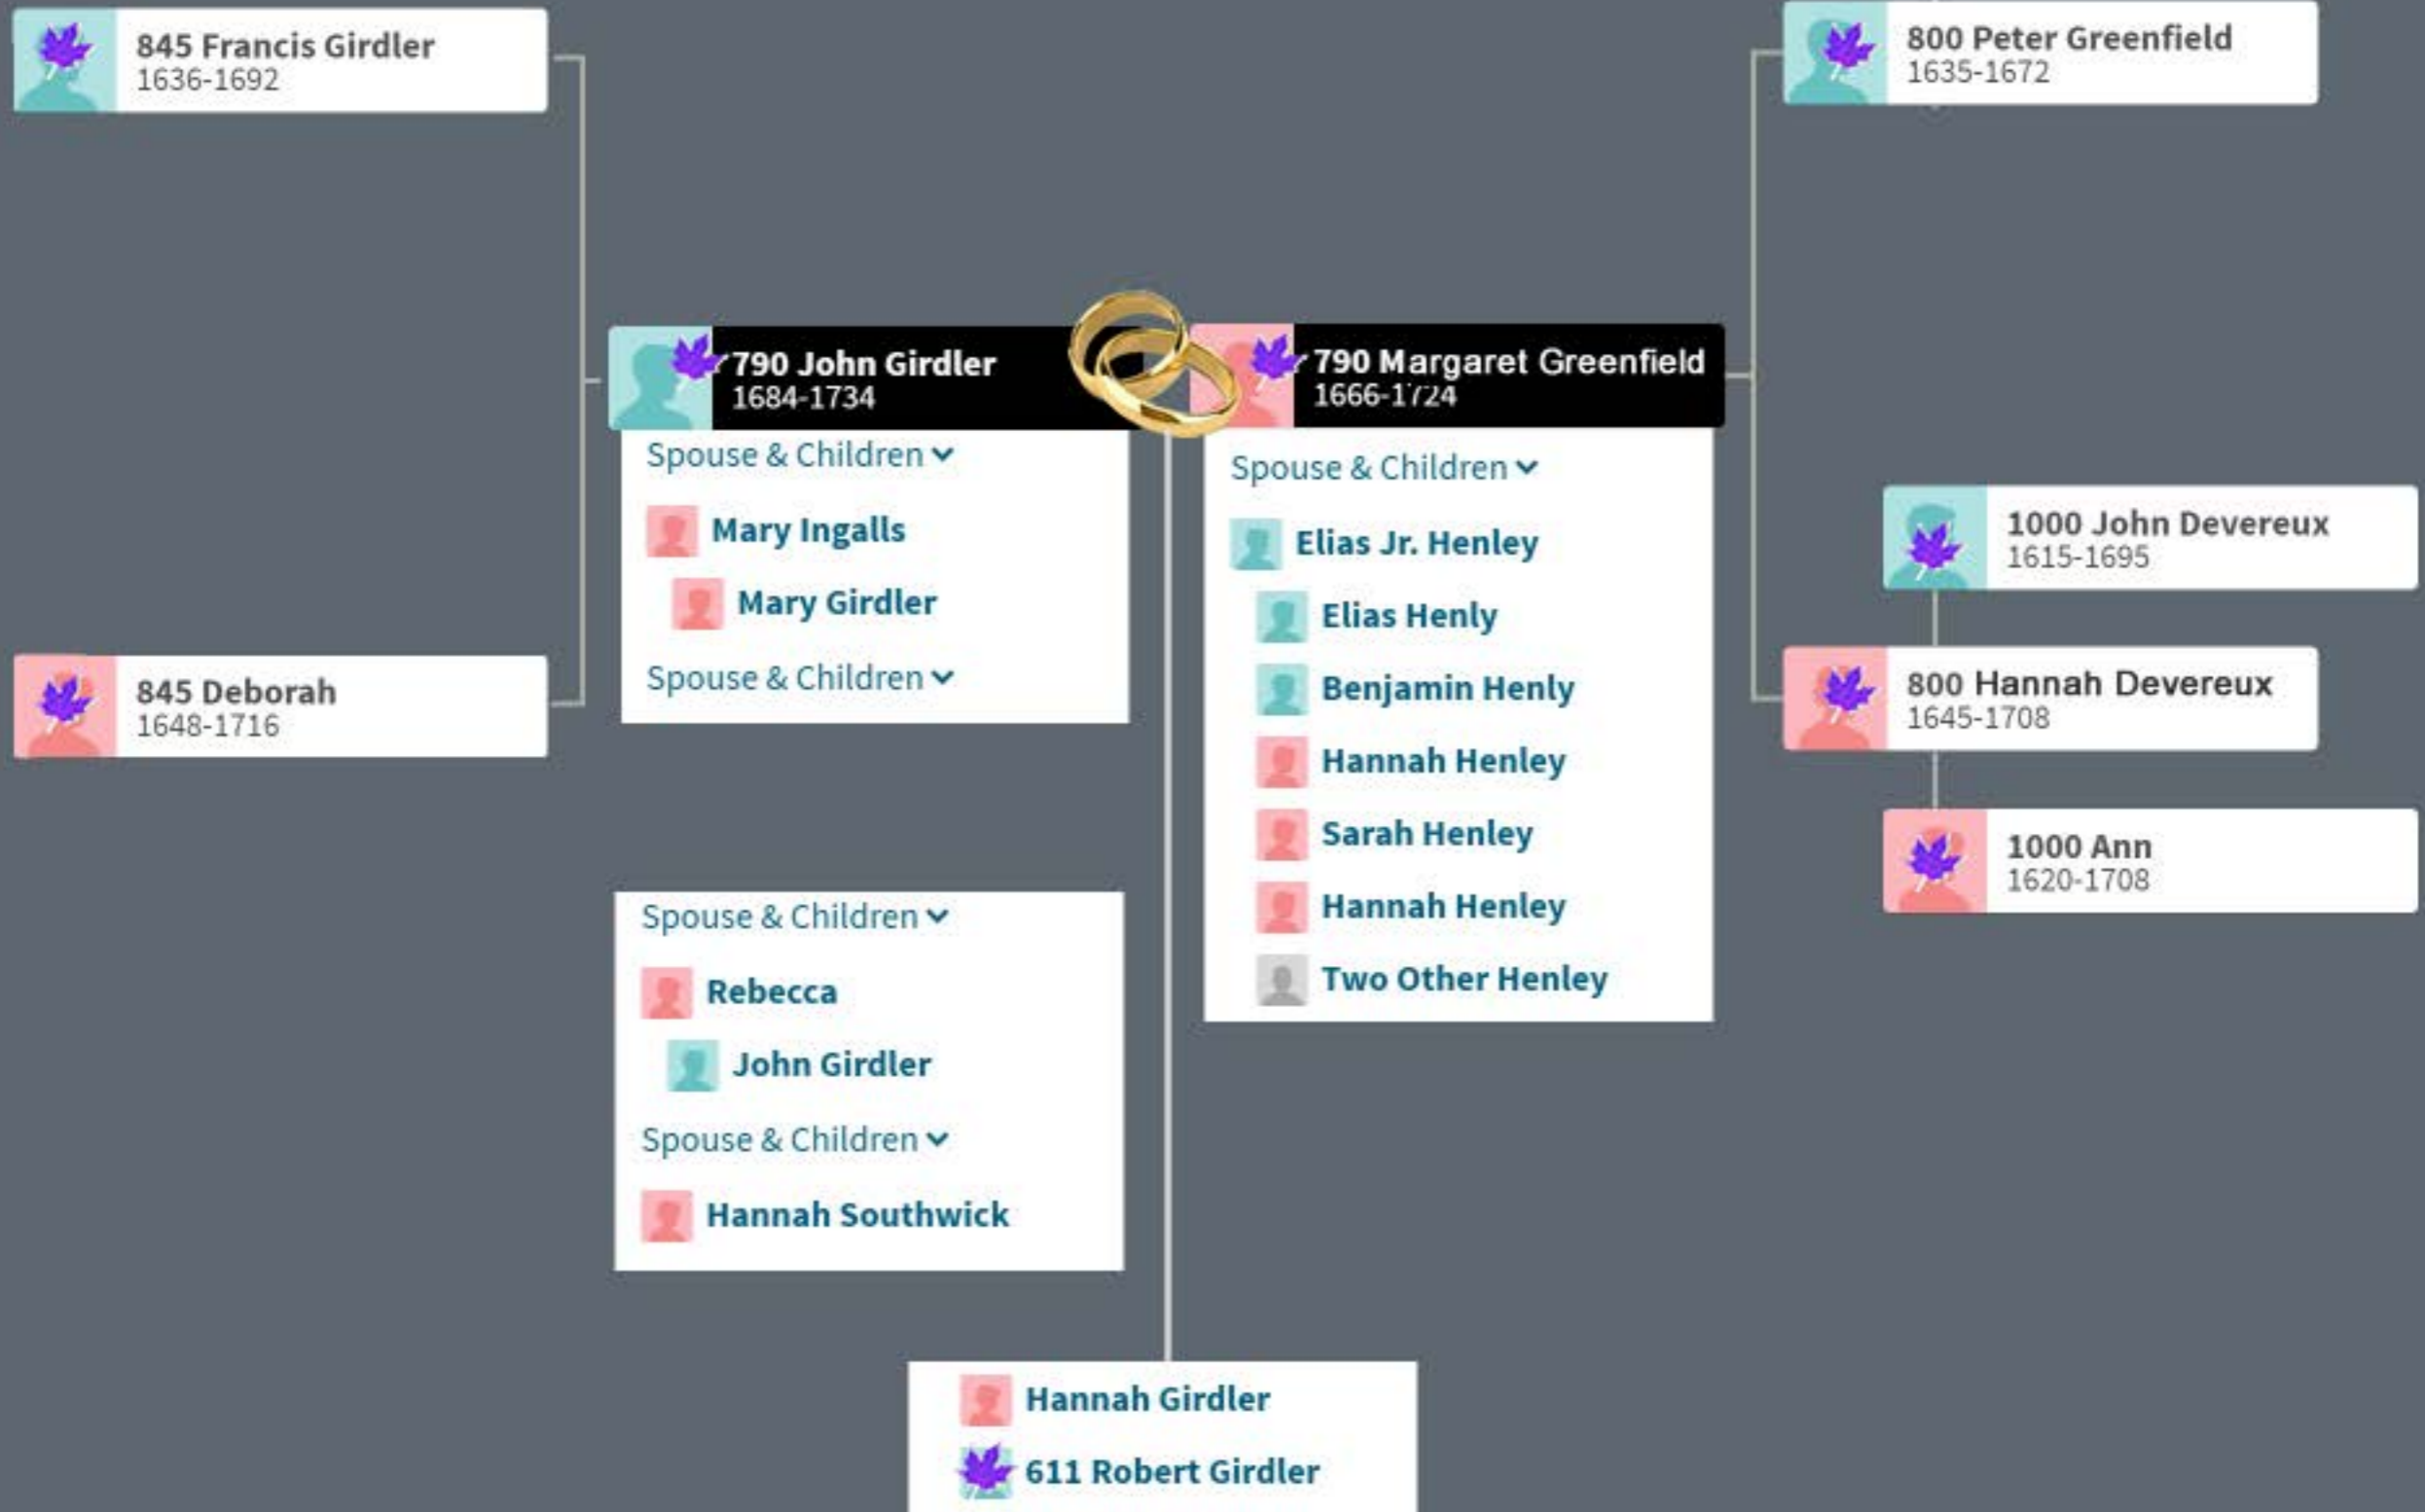 845 Francis Girdler
1636-1692
800 Peter Greenfield
1635-1672
790 John Girdler
1684-1734
790 Margaret Greenfield
1666-1724
Spouse & Children
Mary Ingalls
Mary Girdler
Spouse & Children
Spouse & Children
Elias Jr. Henley
Elias Henly
Benjamin Henly
Hannah Henley
Sarah Henley
Hannah Henley
Two Other Henley
1000 John Devereux
1615-1695
845 Deborah
1648-1716
800 Hannah Devereux
1645-1708
1000 Ann
1620-1708
Spouse & Children
Rebecca
John Girdler
Spouse & Children
Hannah Southwick
Hannah Girdler
611 Robert Girdler